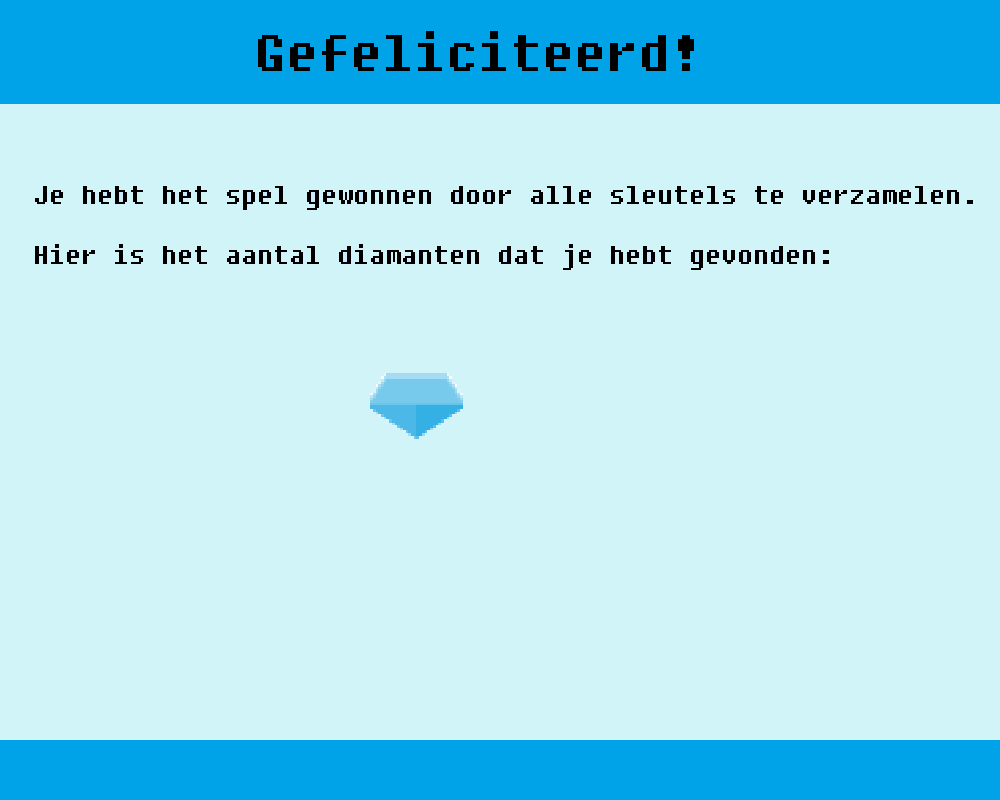 Gefeliciteerd!
Je hebt het spel gewonnen door alle sleutels te verzamelen.
Hier is het aantal diamanten dat je hebt gevonden: